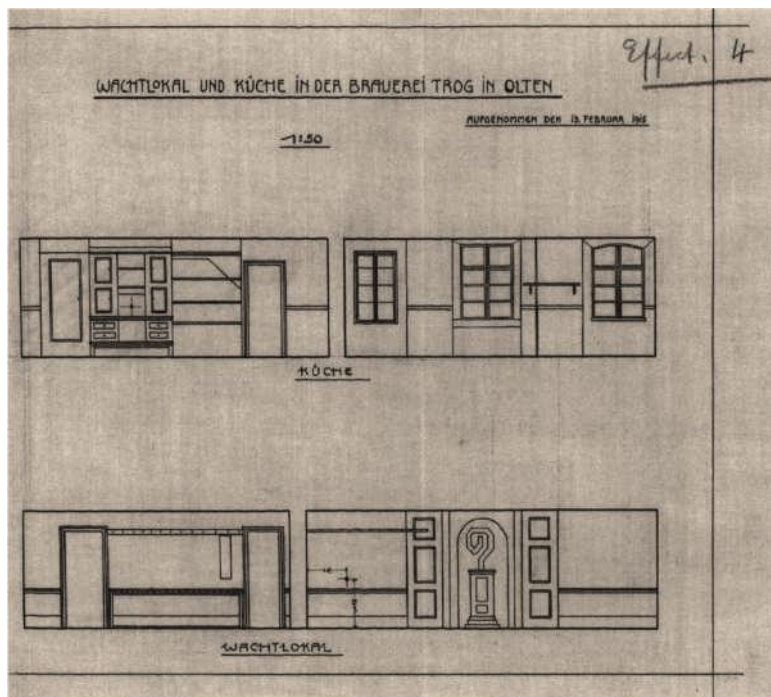 Effect. 4
WACHTLOKAL UND KÜCHE IN DER BRAUEREI TROG IN OLTEN
AUFGENOMMEN DEN 13. FEBRUAR
1:50
KÜCHE
WACHTLOKAL